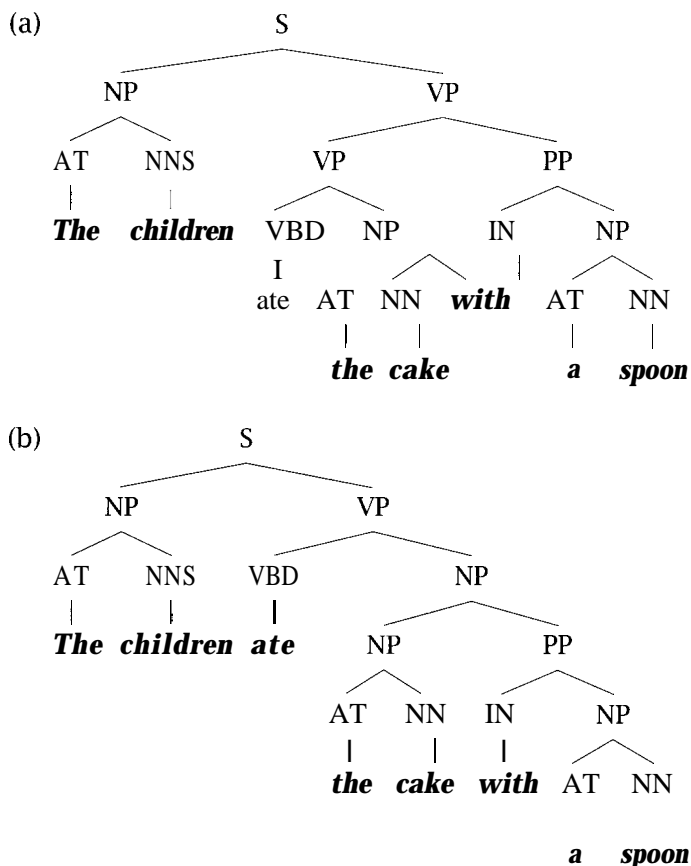 (a) S
NP VP
AT NNS VP PP
The children VBD NP IN NP
I
ate AT NN with AT NN
the cake a spoon
(b) S
NP VP
AT NNS VBD NP
The children ate NP PP
AT NN IN NP
the cake with AT NN
a spoon